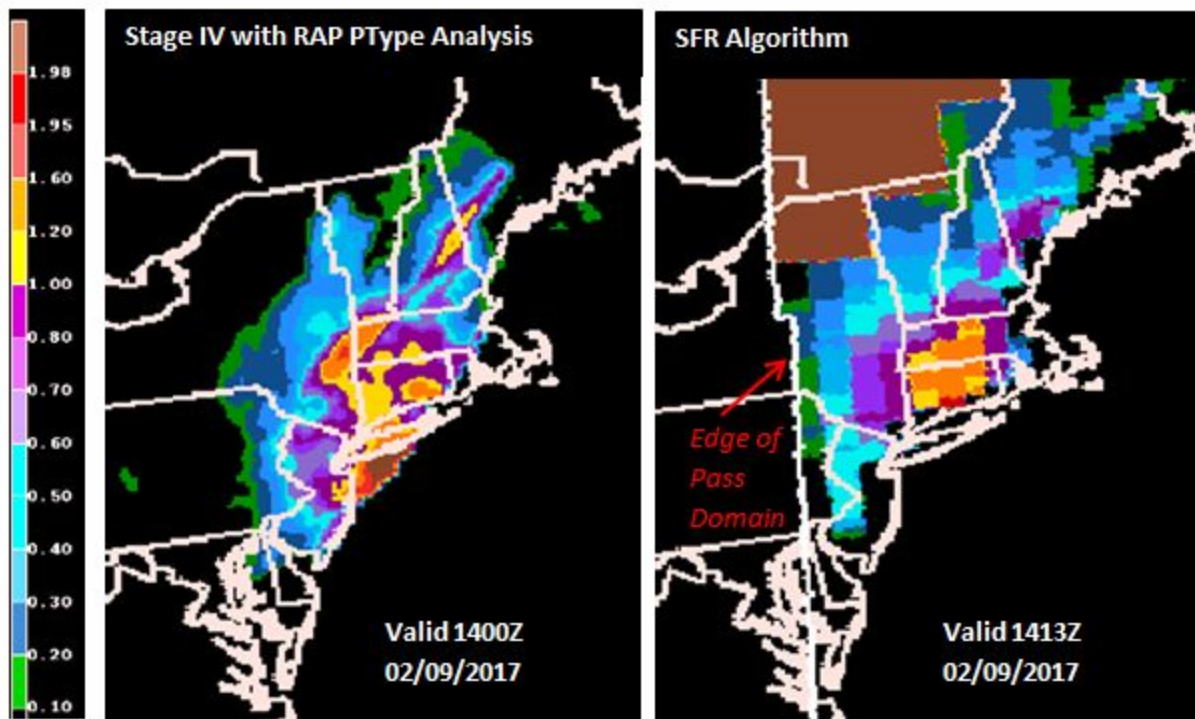 Stage IV with RAP PType Analysis
SFR Algorithm
1.98
1.95
1.60
1.20
1.00
0.80
0.70
0.60
0.50
0.40
0.30
0.20
0.10
Edge of
Pass
Domain
Valid 1400Z
02/09/2017
Valid 1413Z
02/09/2017